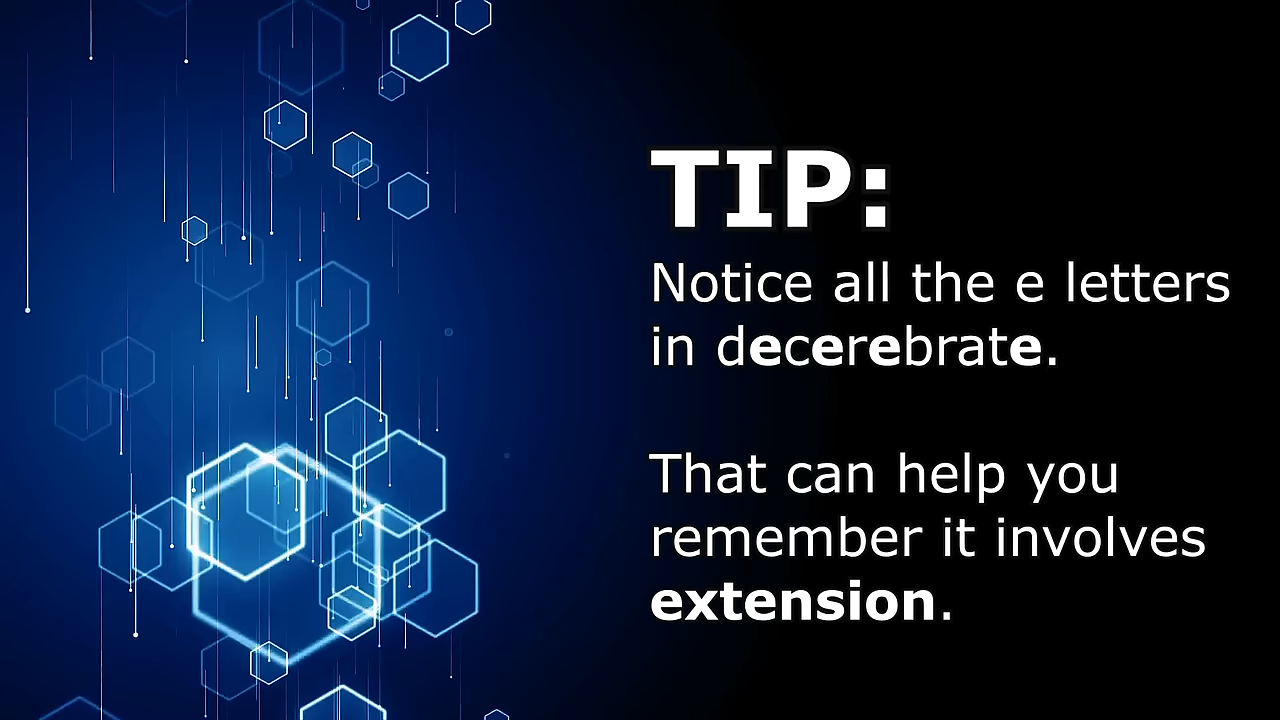 TIP:
Notice all the e letters
in decerebrate.
That can help you
remember it involves
extension.